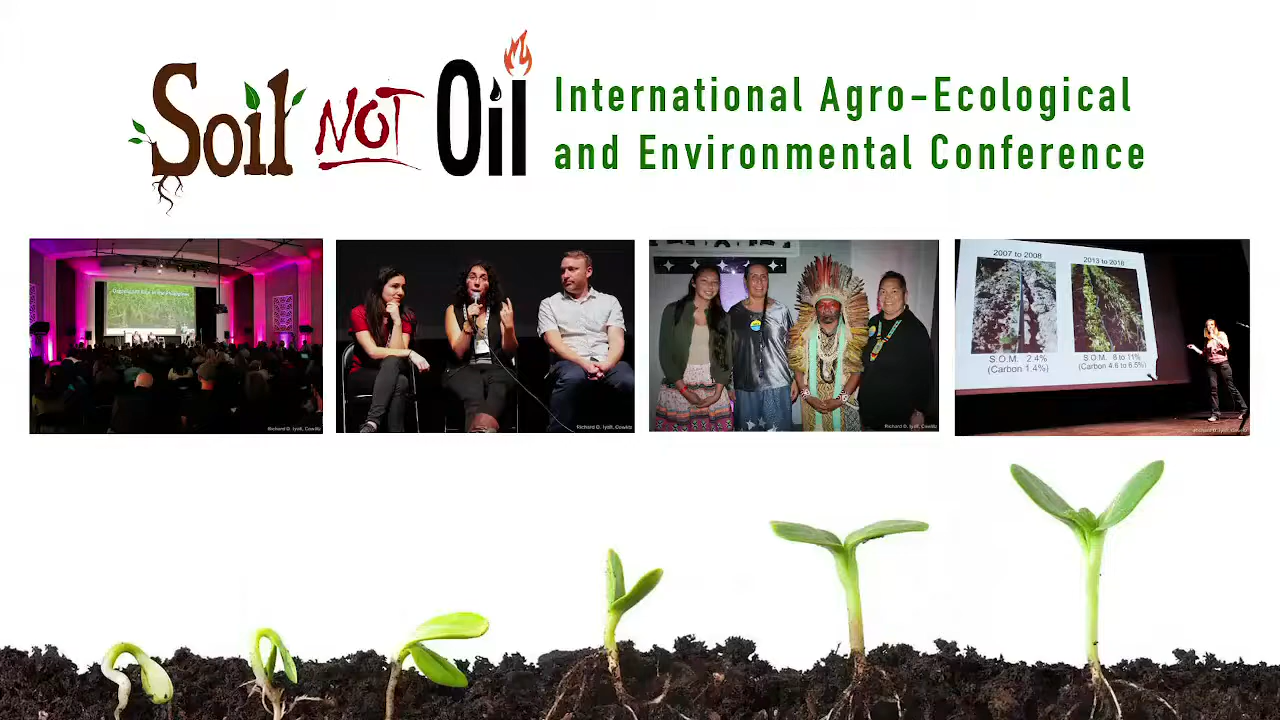 Soil NOT Oil
International Agro-Ecological
and Environmental Conference
2007 to 2008
2013 to 2016
S.O.M. 2.4%
(Carbon 1.4%)
S.O.M. 8 to 11%
(Carbon 4.6 to 6.5%)